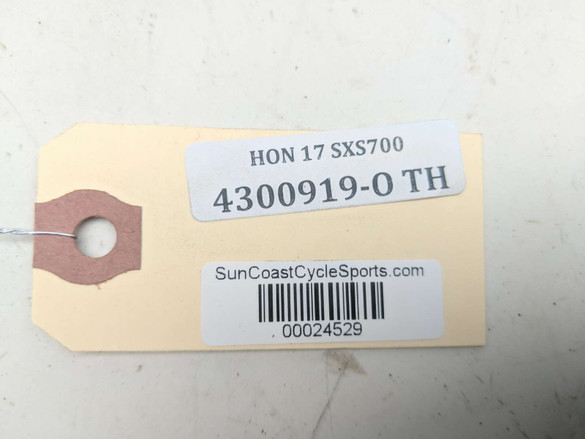 HON 17 SXS700
4300919-O TH
SunCoastCycleSports.com
00024529